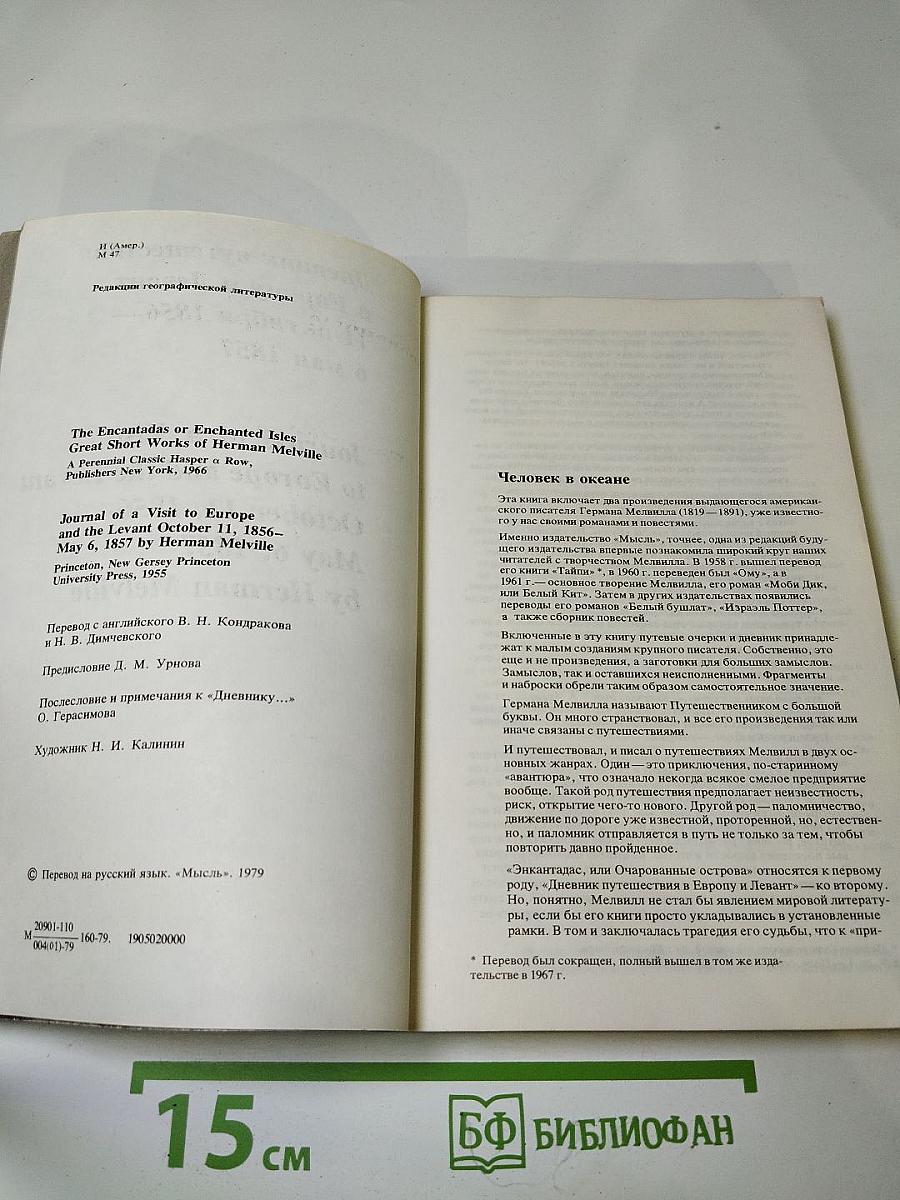 И (Амер.)
М 47
Редакции географической литературы
The Encantadas or Enchanted Isles
Great Short Works of Herman Melville
A Perennial Classic Hasper α Row,
Publishers New York, 1966
Journal of a Visit to Europe
and the Levant October 11, 1856–
May 6, 1857 by Herman Melville
Princeton, New Gersey Princeton
University Press, 1955
Перевод с английского В. Н. Кондракова
и Н. В. Димчевского
Предисловие Д. М. Урнова
Послесловие и примечания к «Дневнику...»
О. Герасимова
Художник Н. И. Калинин
© Перевод на русский язык. «Мысль». 1979
20901-110
М 160-79. 1905020000
004(01)-79
Человек в океане
Эта книга включает два произведения выдающегося американ-
ского писателя Германа Мелвилла (1819—1891), уже известно-
го у нас своими романами и повестями.
Именно издательство «Мысль», точнее, одна из редакций буду-
щего издательства впервые познакомила широкий круг наших
читателей с творчеством Мелвилла. В 1958 г. вышел перевод
его книги «Тайпи»*, в 1960 г. переведен был «Ому», а в
1961 г.— основное творение Мелвилла, его роман «Моби Дик,
или Белый Кит». Затем в других издательствах появились
переводы его романов «Белый бушлат», «Израэль Поттер»,
а также сборник повестей.
Включенные в эту книгу путевые очерки и дневник принадле-
жат к малым созданиям крупного писателя. Собственно, это
еще и не произведения, а заготовки для больших замыслов.
Замыслов, так и оставшихся неисполненными. Фрагменты
и наброски обрели таким образом самостоятельное значение.
Германа Мелвилла называют Путешественником с большой
буквы. Он много странствовал, и все его произведения так или
иначе связаны с путешествиями.
И путешествовал, и писал о путешествиях Мелвилл в двух ос-
новных жанрах. Один — это приключения, по-старинному
«авантюра», что означало некогда всякое смелое предприятие
вообще. Такой род путешествия предполагает неизвестность,
риск, открытие чего-то нового. Другой род — паломничество,
движение по дороге уже известной, проторенной, но, естествен-
но, и паломник отправляется в путь не только за тем, чтобы
повторить давно пройденное.
«Энкантадас, или Очарованные острова» относятся к первому
роду, «Дневник путешествия в Европу и Левант» — ко второму.
Но, понятно, Мелвилл не стал бы явлением мировой литерату-
ры, если бы его книги просто укладывались в установленные
рамки. В том и заключалась трагедия его судьбы, что к «при-
* Перевод был сокращен, полный вышел в том же изда-
тельстве в 1967 г.
15 см
БФ БИБЛИОФАН